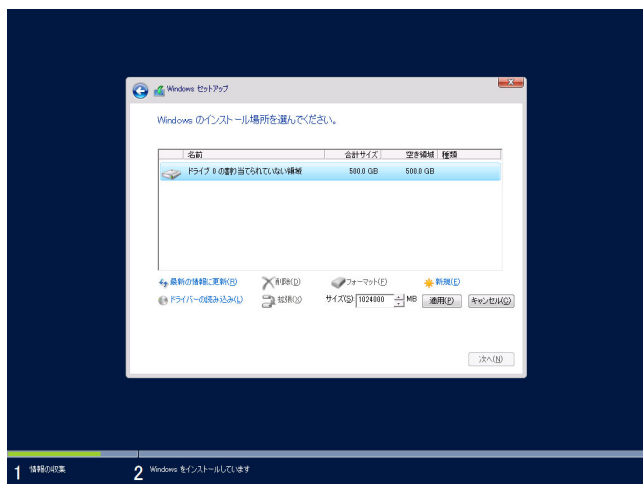 Windows セットアップ
Windows のインストール場所を選んでください。
名前 合計サイズ 空き領域 種類
ドライブ 0 の割り当てられていない領域 500.0 GB 500.0 GB
最新の情報に更新(R) 削除(D) フォーマット(F) 新規(E)
ドライバーの読み込み(L) 拡張(X) サイズ(S) 1024000 MB 適用(P) キャンセル(C)
次へ(N)
1 情報の収集 2 Windows をインストールしています